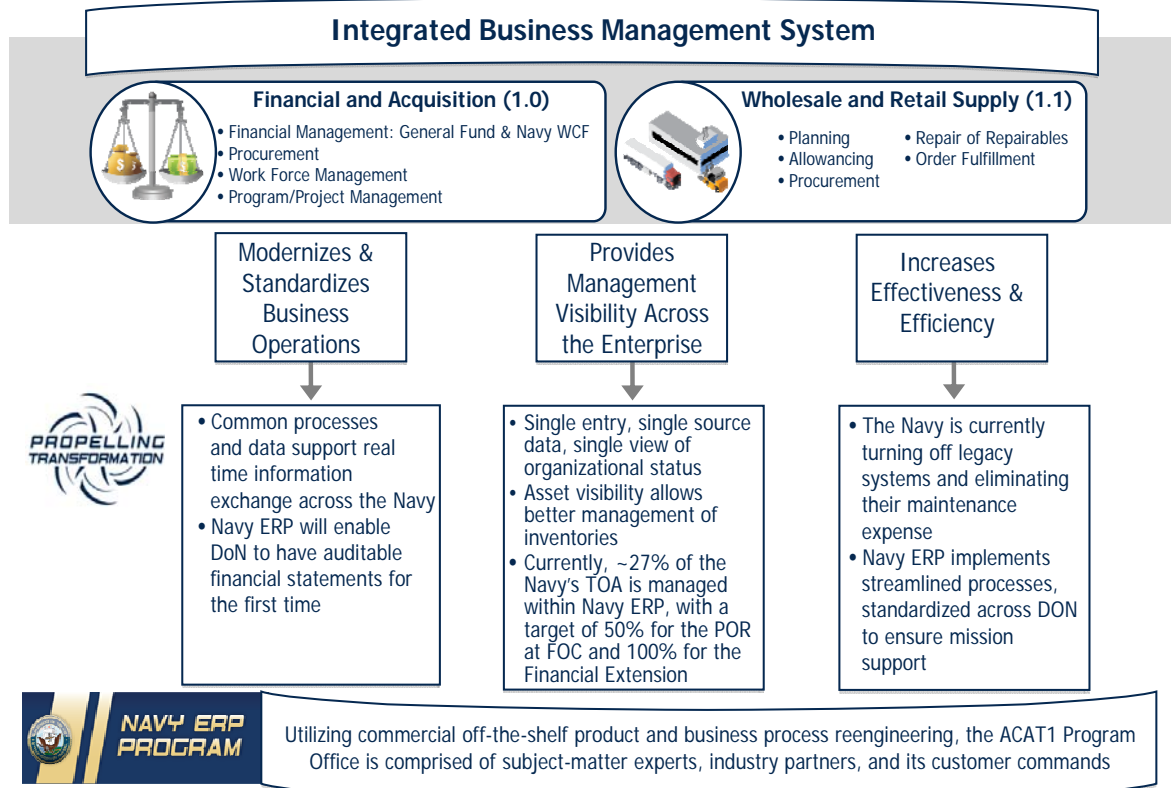 Integrated Business Management System
Financial and Acquisition (1.0)
• Financial Management: General Fund & Navy WCF
• Procurement
• Work Force Management
• Program/Project Management
$
$
Wholesale and Retail Supply (1.1)
• Planning
• Allowancing
• Procurement
• Repair of Repairables
• Order Fulfillment
Modernizes &
Standardizes
Business
Operations
Provides
Management
Visibility Across
the Enterprise
Increases
Effectiveness &
Efficiency
PROPELLING
TRANSFORMATION
• Common processes
and data support real
time information
exchange across the Navy
• Navy ERP will enable
DoN to have auditable
financial statements for
the first time
• Single entry, single source
data, single view of
organizational status
• Asset visibility allows
better management of
inventories
• Currently, ~27% of the
Navy's TOA is managed
within Navy ERP, with a
target of 50% for the POR
at FOC and 100% for the
Financial Extension
• The Navy is currently
turning off legacy
systems and eliminating
their maintenance
expense
• Navy ERP implements
streamlined processes,
standardized across DON
to ensure mission
support
NAVY ERP
PROGRAM
Utilizing commercial off-the-shelf product and business process reengineering, the ACAT1 Program
Office is comprised of subject-matter experts, industry partners, and its customer commands